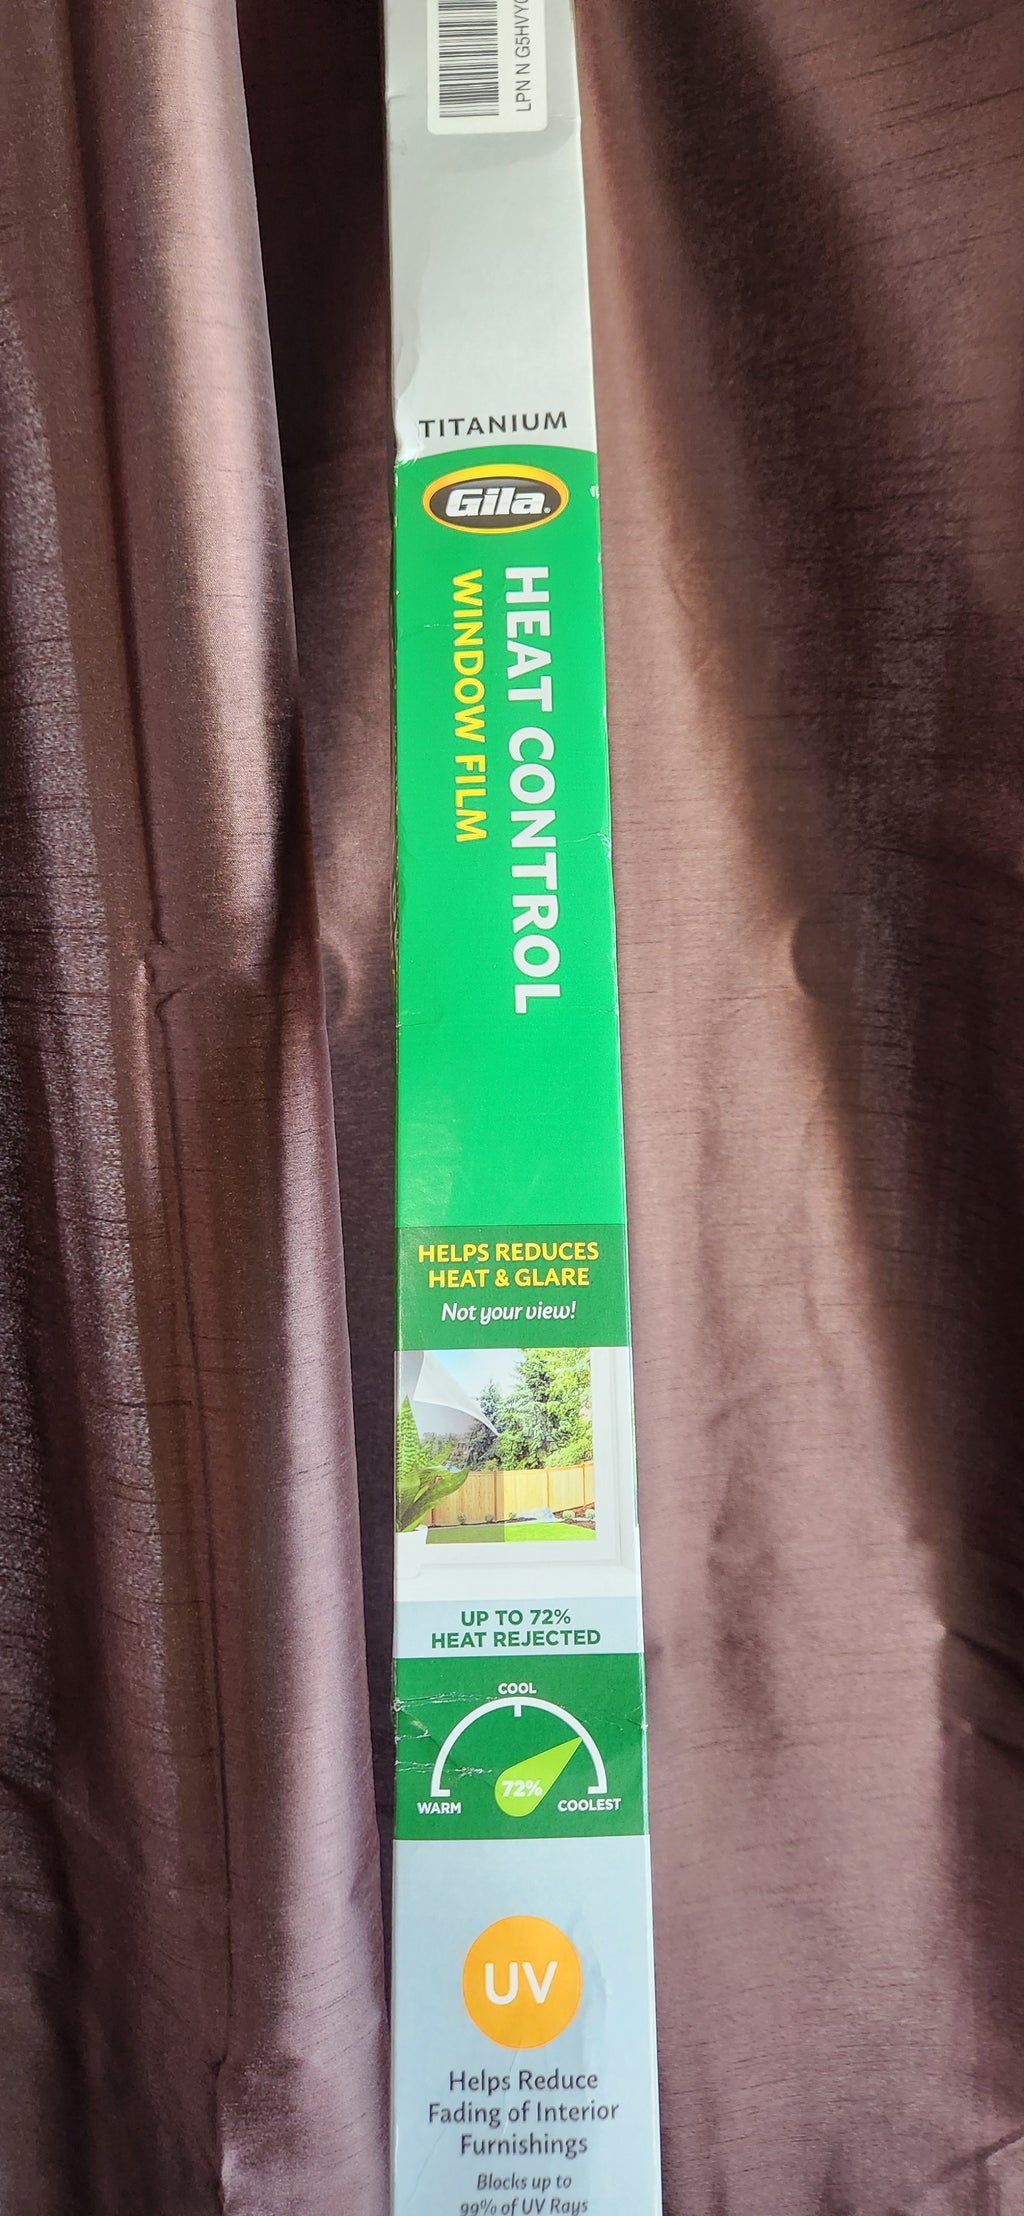 LPN N G5HVY
TITANIUM
Gila®
HEAT CONTROL
WINDOW FILM
HELPS REDUCES
HEAT & GLARE
Not your view!
UP TO 72%
HEAT REJECTED
COOL
72%
WARM COOLEST
UV
Helps Reduce
Fading of Interior
Furnishings
Blocks up to
99% of UV Rays